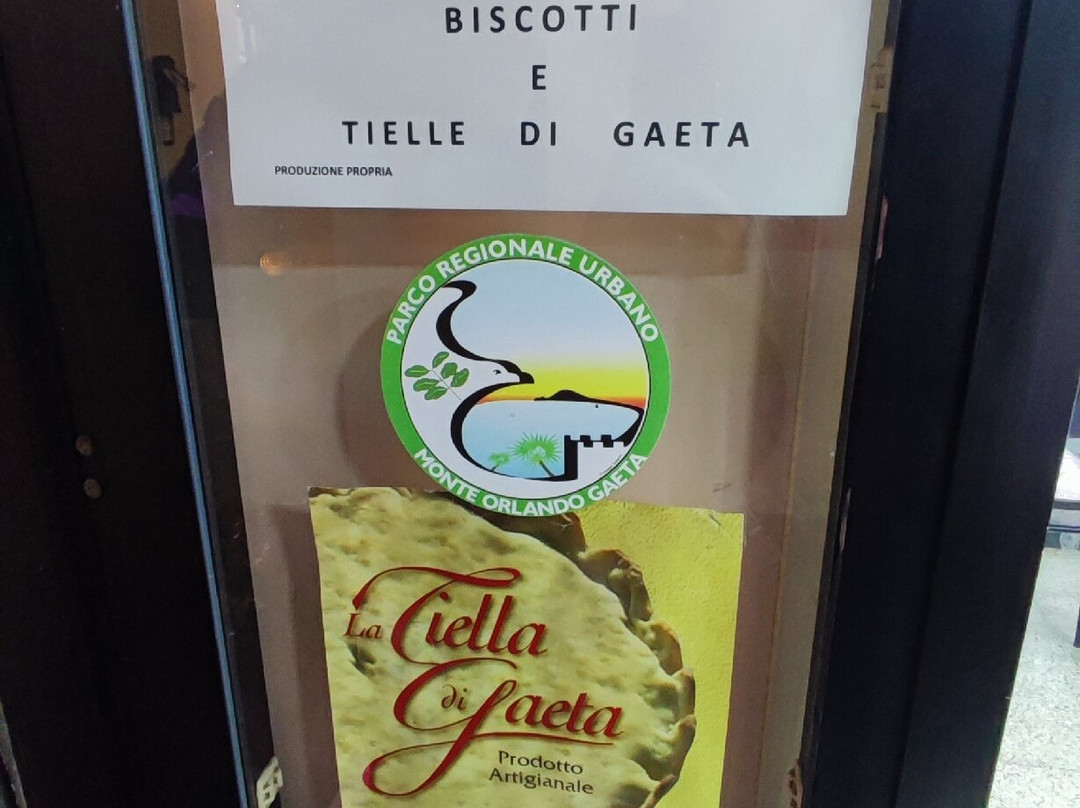 BISCOTTI
E
TIELLE DI GAETA
PRODUZIONE PROPRIA
PARCO REGIONALE URBANO
MONTE ORLANDO GAETA
La Tiella
di Gaeta
Prodotto
Artigianale